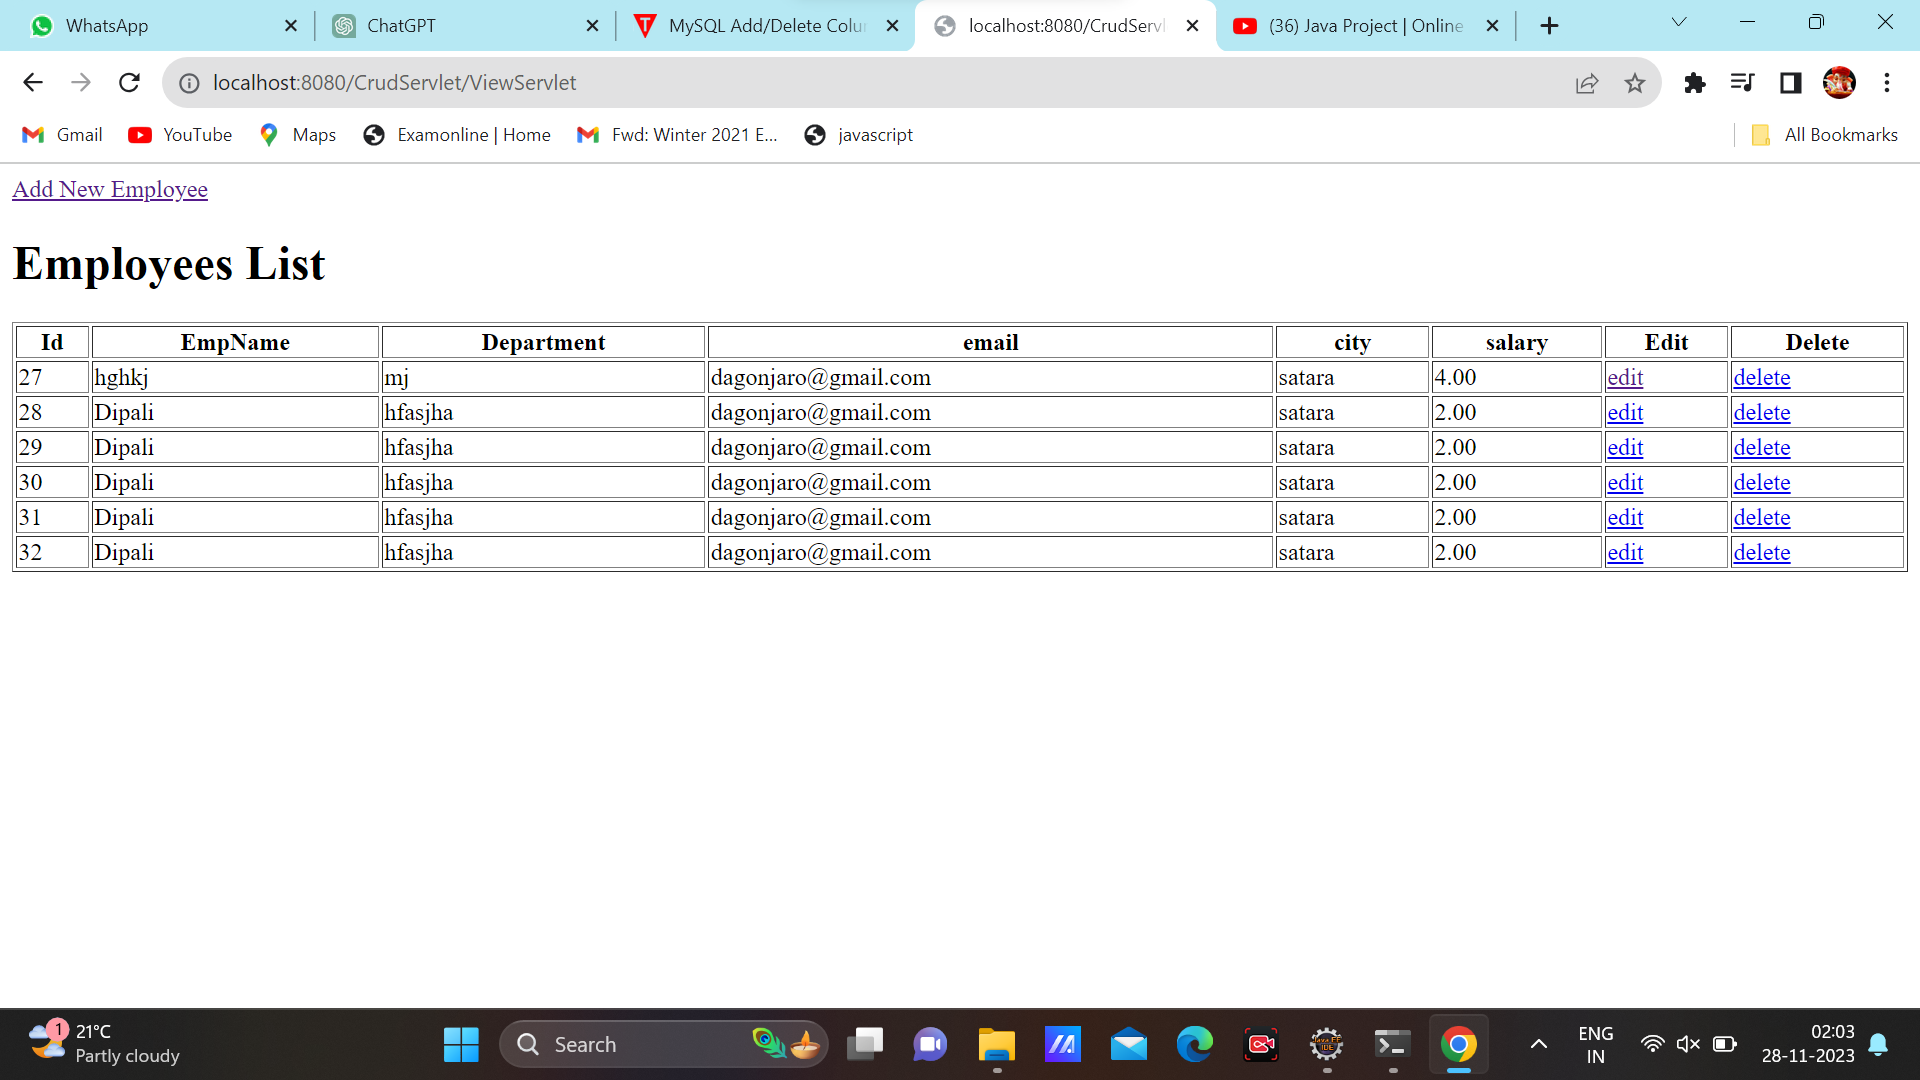 WhatsApp
ChatGPT
MySQL Add/Delete Colu
localhost:8080/CrudServl
(36) Java Project | Online
localhost:8080/CrudServlet/ViewServlet
Gmail
YouTube
Maps
Examonline | Home
Fwd: Winter 2021 E...
javascript
All Bookmarks
Add New Employee
Employees List
Id EmpName Department email city salary Edit Delete
27 hghkj mj dagonjaro@gmail.com satara 4.00 edit delete
28 Dipali hfasjha dagonjaro@gmail.com satara 2.00 edit delete
29 Dipali hfasjha dagonjaro@gmail.com satara 2.00 edit delete
30 Dipali hfasjha dagonjaro@gmail.com satara 2.00 edit delete
31 Dipali hfasjha dagonjaro@gmail.com satara 2.00 edit delete
32 Dipali hfasjha dagonjaro@gmail.com satara 2.00 edit delete
1
21°C
Partly cloudy
Search
Java EE
IDE
ENG
IN
02:03
28-11-2023